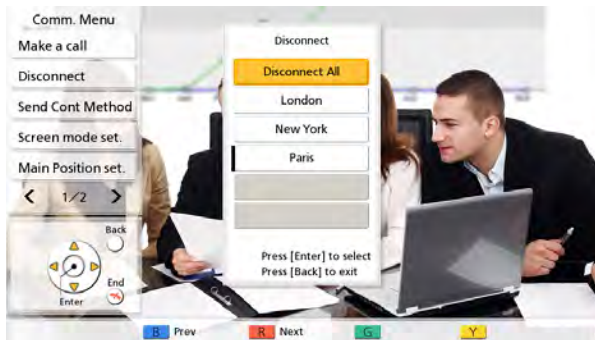 Comm. Menu
Make a call
Disconnect
Send Cont Method
Screen mode set.
Main Position set.
1/2
Back
End
Enter
Disconnect
Disconnect All
London
New York
Paris
Press [Enter] to select
Press [Back] to exit
B Prev R Next G Y